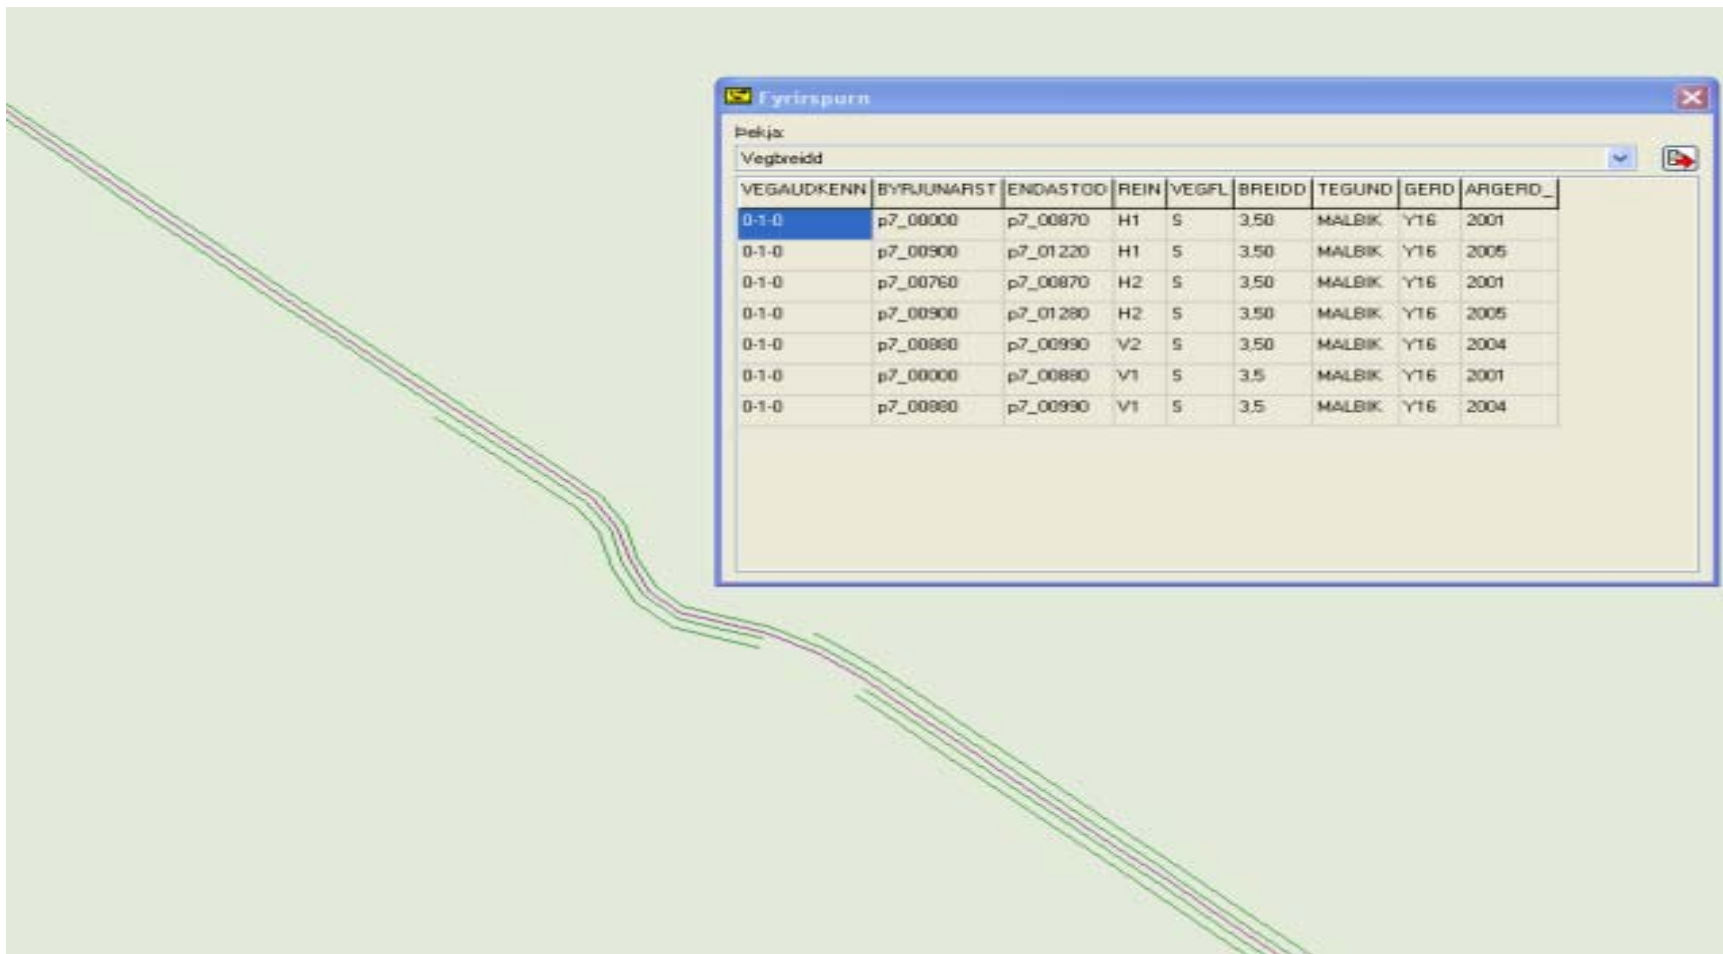 Fyrirspurn
Þekja:
Vegbreidd
VEGAUDKENN BYRJUNARST ENDASTOD REIN VEGFL BREIDD TEGUND GERD ARGERD_
0-1-0 p7_00000 p7_00870 H1 S 3,50 MALBIK Y16 2001
0-1-0 p7_00900 p7_01220 H1 S 3,50 MALBIK Y16 2005
0-1-0 p7_00760 p7_00870 H2 S 3,50 MALBIK Y16 2001
0-1-0 p7_00900 p7_01280 H2 S 3,50 MALBIK Y16 2005
0-1-0 p7_00880 p7_00990 V2 S 3,50 MALBIK Y16 2004
0-1-0 p7_00000 p7_00880 V1 S 3,5 MALBIK Y16 2001
0-1-0 p7_00880 p7_00990 V1 S 3,5 MALBIK Y16 2004